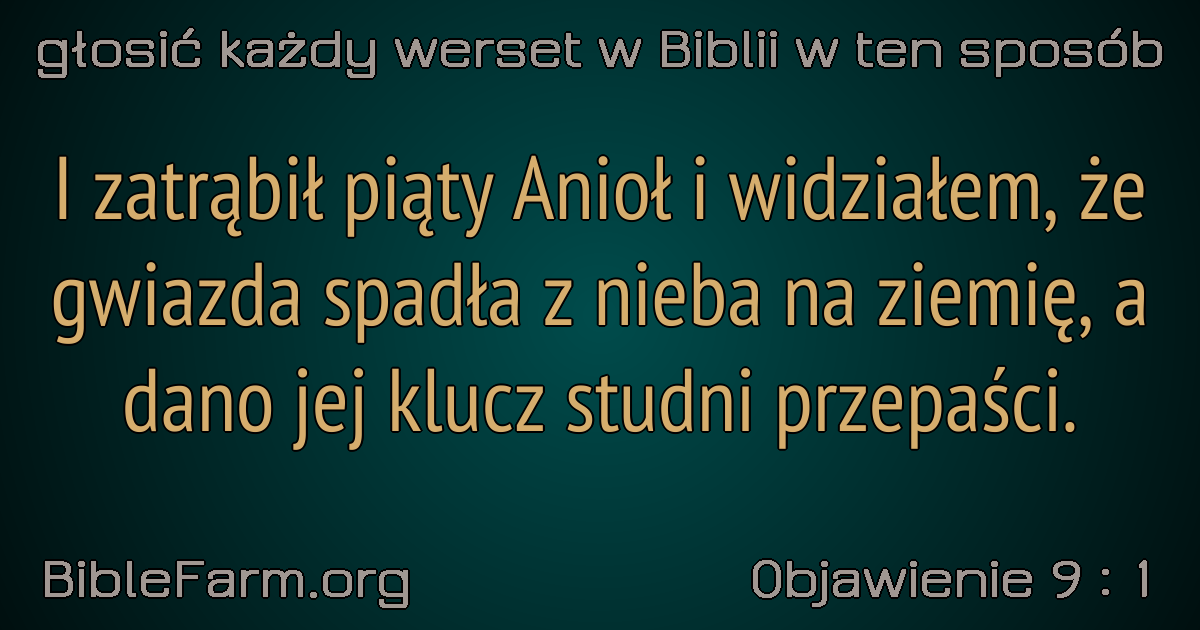 głosić każdy werset w Biblii w ten sposób
I zatrąbił piąty Anioł i widziałem, że
gwiazda spadła z nieba na ziemię, a
dano jej klucz studni przepaści.
BibleFarm.org
Objawienie 9 : 1